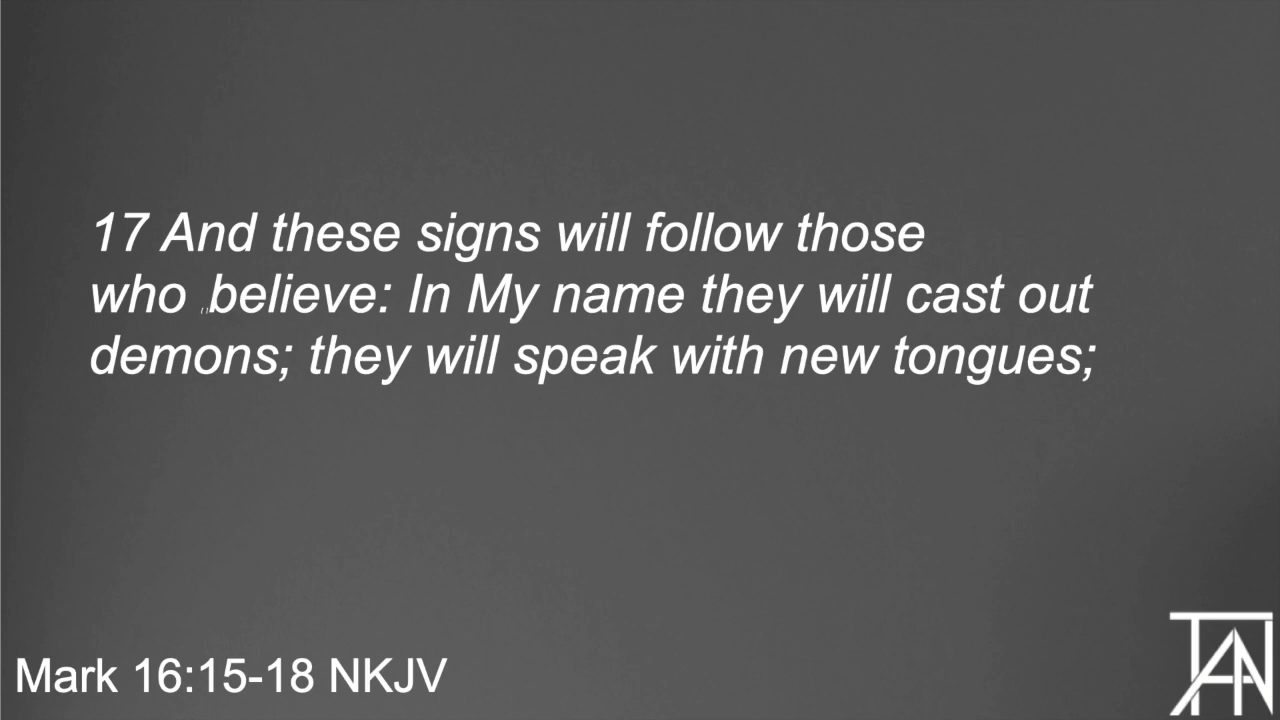 17 And these signs will follow those
who believe: In My name they will cast out
demons; they will speak with new tongues;
Mark 16:15-18 NKJV